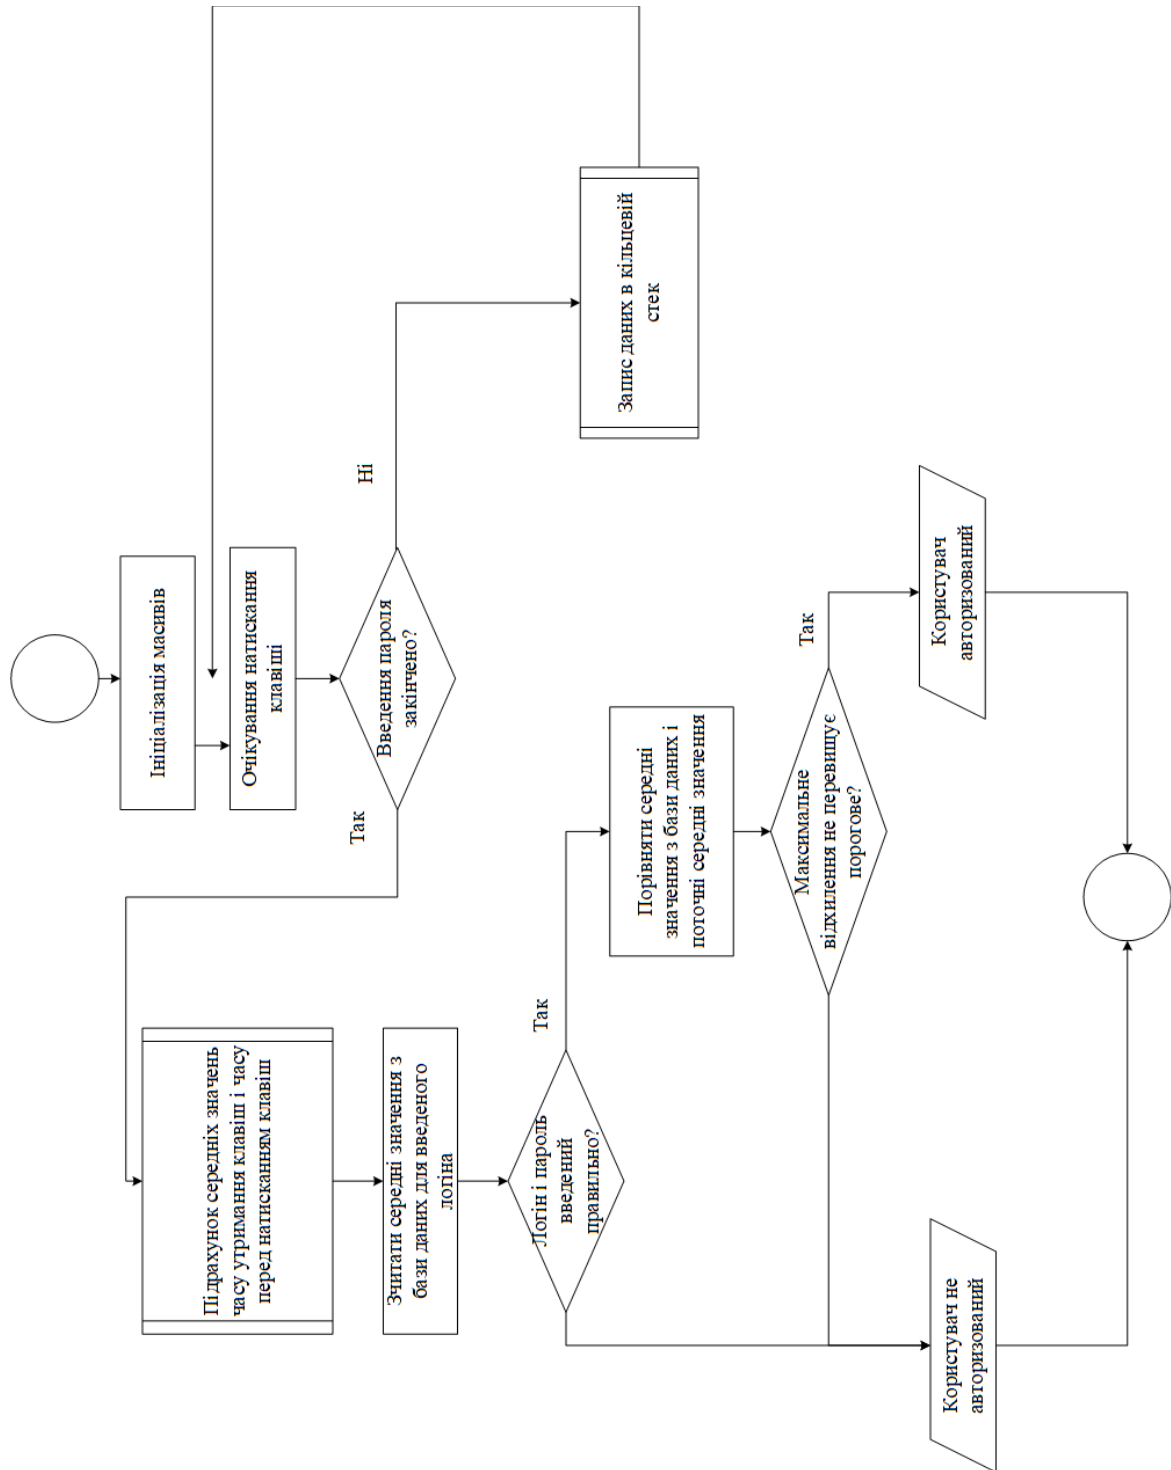 Ініціалізація масивів
Очікування натискання
клавіші
Введення пароля
закінчено?
Ні
Запис даних в кільцевій
стек
Так
Підрахунок середніх значень
часу утримання клавіш і часу
перед натисканням клавіш
Зчитати середні значення з
бази даних для введеного
логіна
Логін і пароль
введений
правильно?
Так
Порівняти середні
значення з бази даних і
поточні середні значення
Максимальне
відхилення не перевищує
порогове?
Так
Користувач
авторизований
Користувач не
авторизований